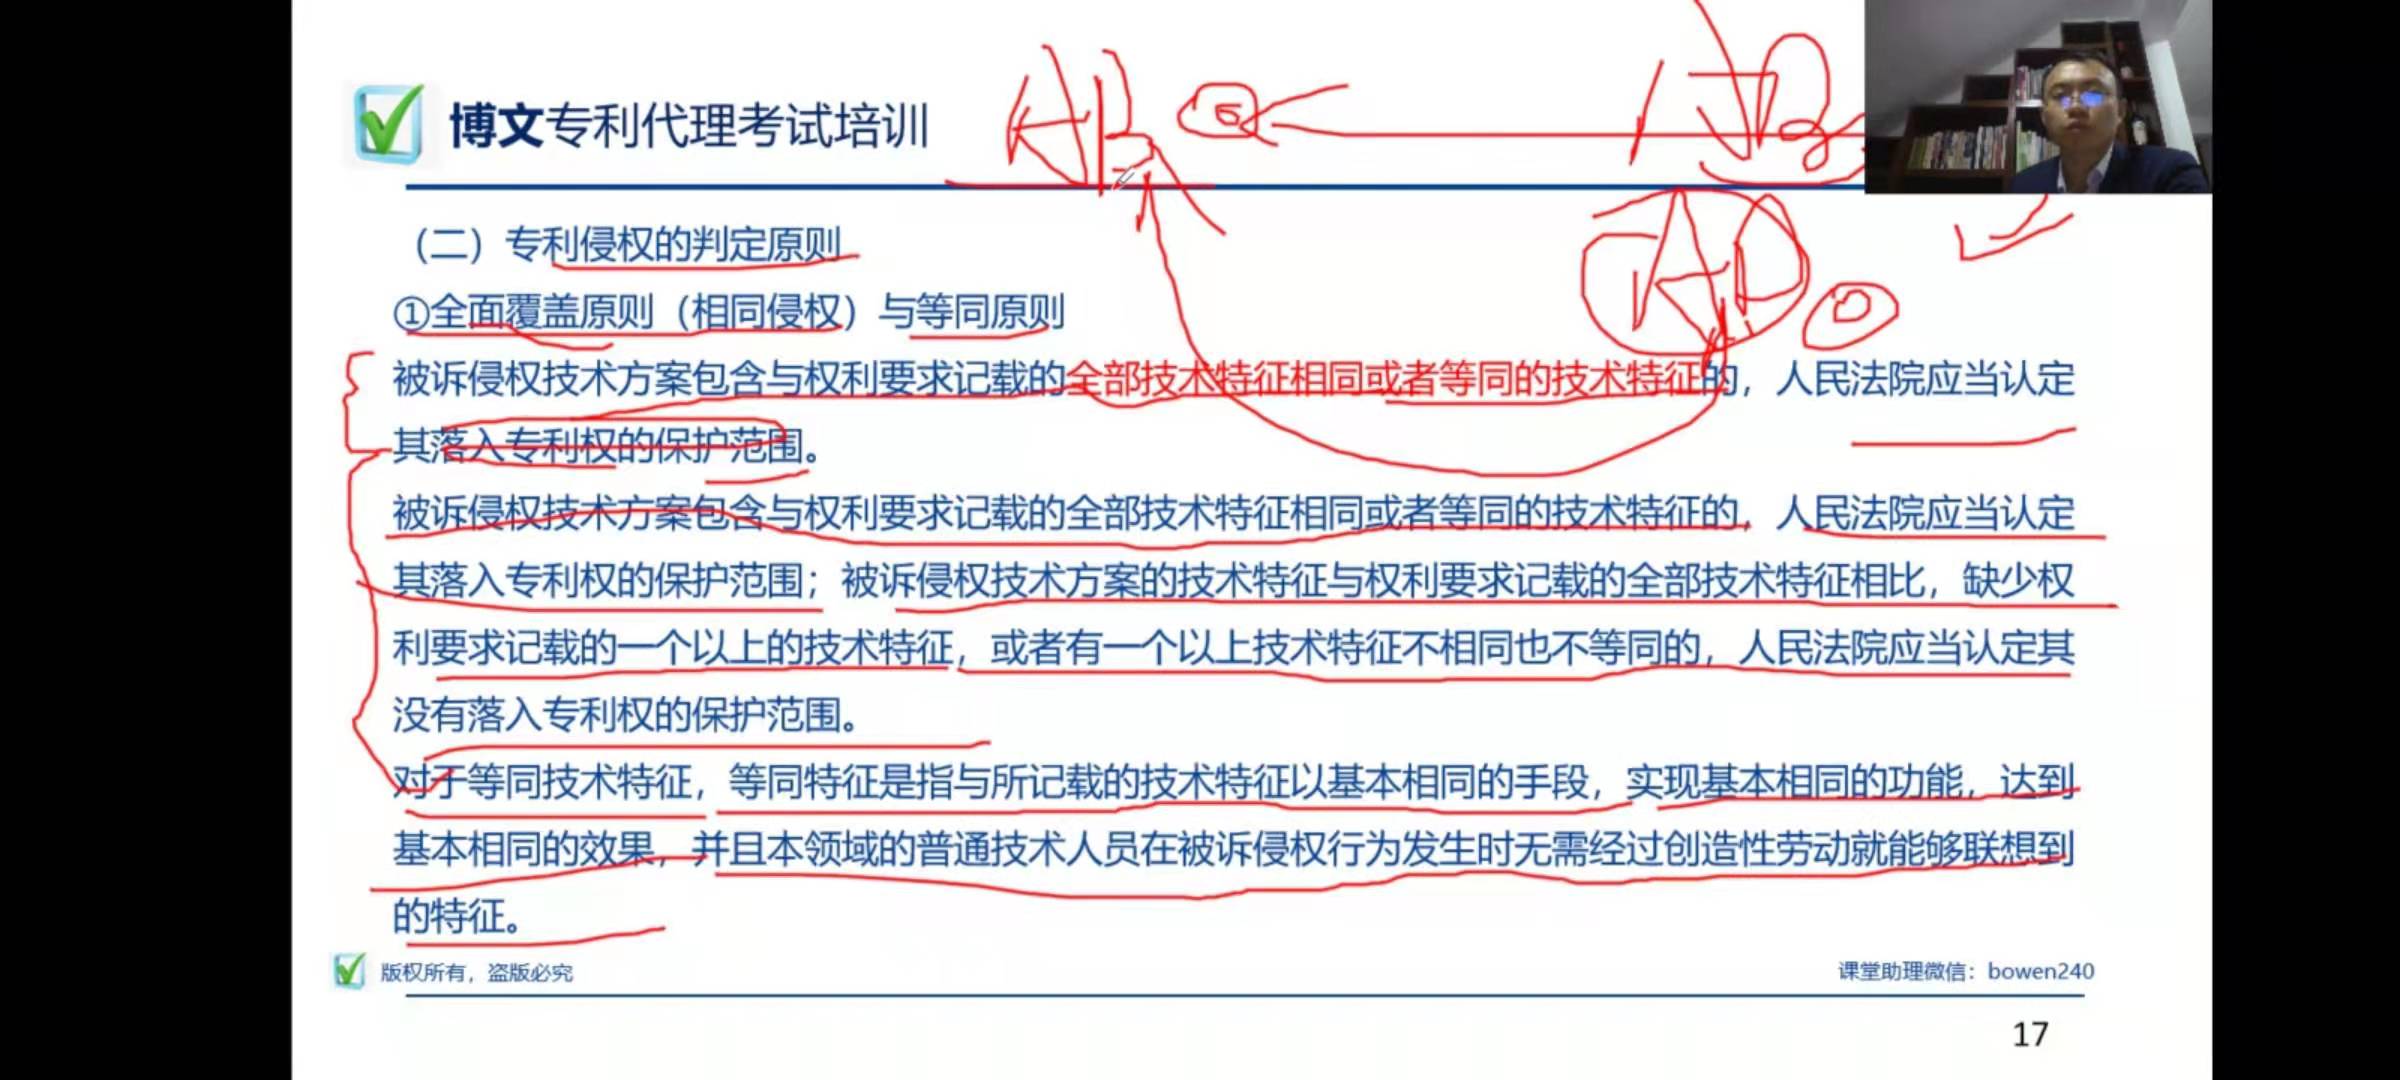 博文专利代理考试培训
（二）专利侵权的判定原则
①全面覆盖原则（相同侵权）与等同原则
被诉侵权技术方案包含与权利要求记载的全部技术特征相同或者等同的技术特征的，人民法院应当认定
其落入专利权的保护范围。
被诉侵权技术方案包含与权利要求记载的全部技术特征相同或者等同的技术特征的，人民法院应当认定
其落入专利权的保护范围；被诉侵权技术方案的技术特征与权利要求记载的全部技术特征相比，缺少权
利要求记载的一个以上的技术特征，或者有一个以上技术特征不相同也不等同的，人民法院应当认定其
没有落入专利权的保护范围。
对于等同技术特征，等同特征是指与所记载的技术特征以基本相同的手段，实现基本相同的功能，达到
基本相同的效果，并且本领域的普通技术人员在被诉侵权行为发生时无需经过创造性劳动就能够联想到
的特征。
版权所有，盗版必究
课堂助理微信：bowen240
17